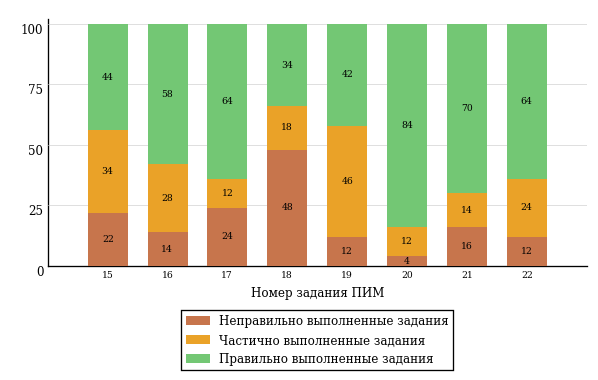 100
44 58 64 34 42 84 70 64
75
34 28 12 18 46 12 14 24
50
25
22 14 24 48 12 4 16 12
0
15 16 17 18 19 20 21 22
Номер задания ПИМ
Неправильно выполненные задания
Частично выполненные задания
Правильно выполненные задания